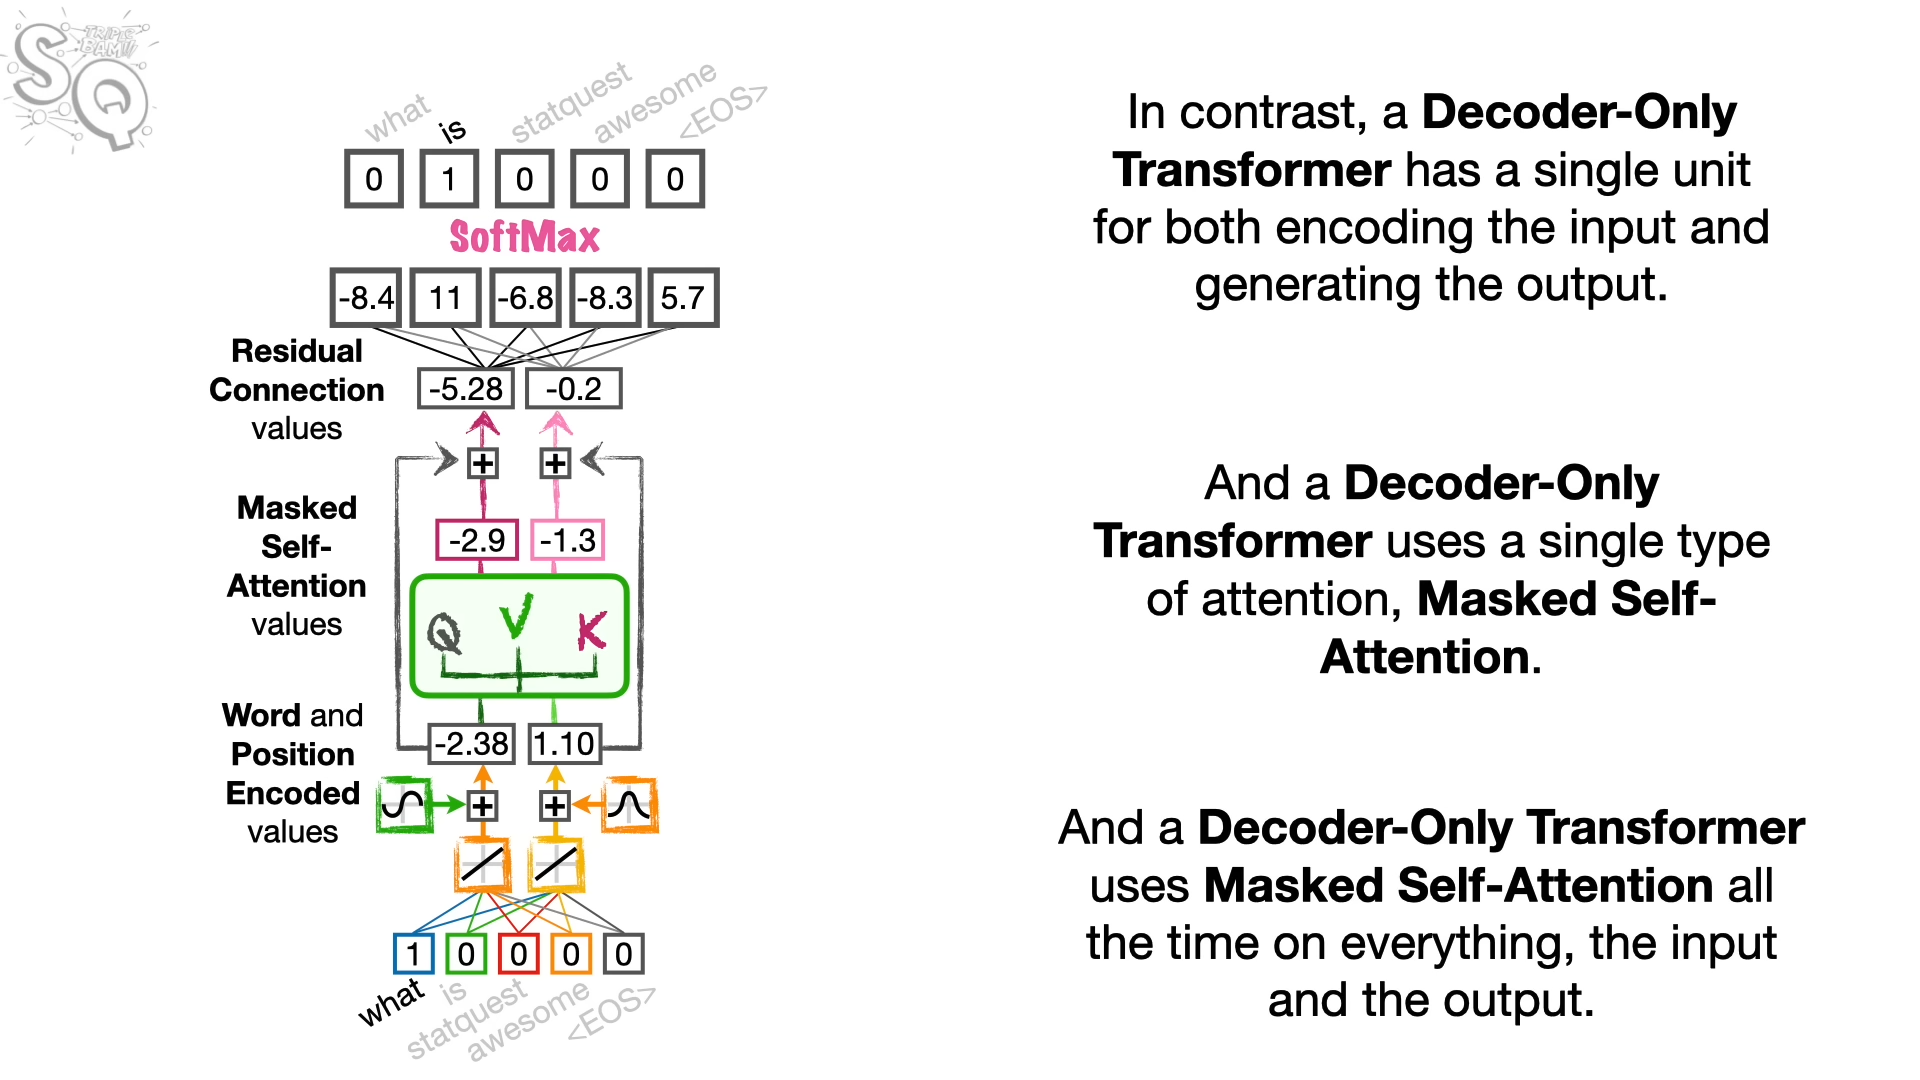 SQ
TRIPLE
BAM!!!
what is statquest awesome <EOS>
0 1 0 0 0
SoftMax
-8.4 11 -6.8 -8.3 5.7
Residual
Connection
values
-5.28 -0.2
+ +
Masked
Self-
Attention
values
-2.9 -1.3
Q V K
Word and
Position
Encoded
values
-2.38 1.10
+ +
1 0 0 0 0
what is statquest awesome <EOS>
In contrast, a Decoder-Only
Transformer has a single unit
for both encoding the input and
generating the output.
And a Decoder-Only
Transformer uses a single type
of attention, Masked Self-
Attention.
And a Decoder-Only Transformer
uses Masked Self-Attention all
the time on everything, the input
and the output.